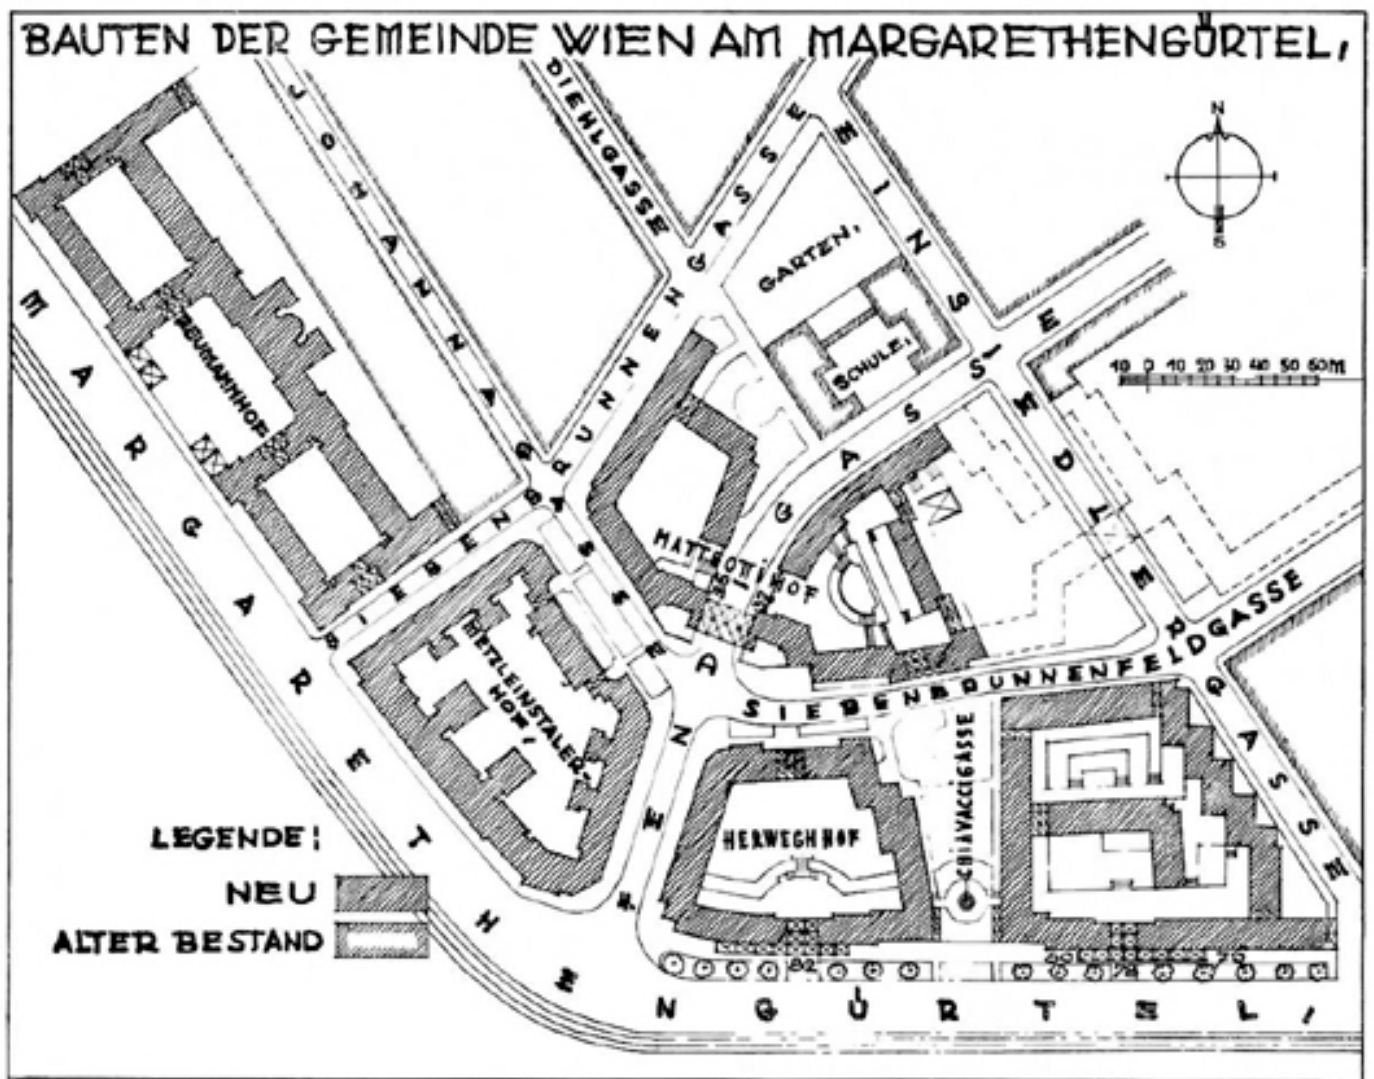 BAUTEN DER GEMEINDE WIEN AM MARGARETHENGÜRTEL,
JOHANNAGASSE
DIEHLGASSE
EINSIEDLERGASSE
N
S
GARTEN,
SCHULE,
10 0 10 20 30 40 50 60M
REUMANNHOF
SIEBENBRUNNENGASSE
MATTEOTTIHOF
METZLEINSTALER-
HOF,
SIEBENBRUNNENFELDGASSE
CHIAVACCIGASSE
HERWEGHHOF
82
MARGARETHENGÜRTEL,
LEGENDE:
NEU
ALTER BESTAND